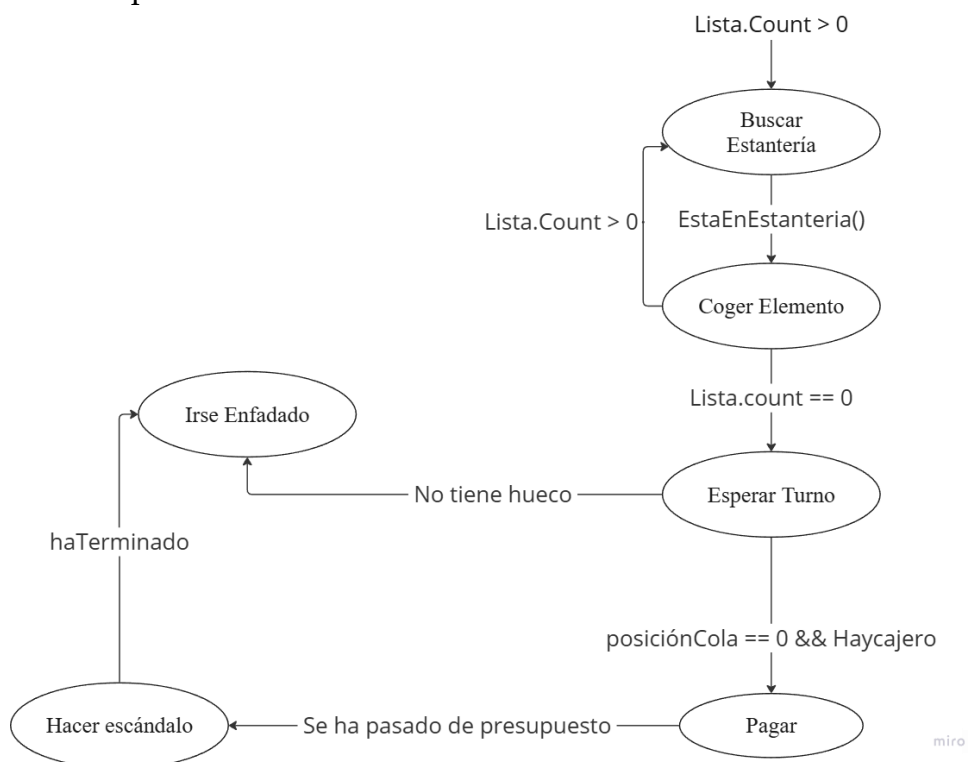 Lista.Count > 0
Buscar
Estantería
Lista.Count > 0
EstaEnEstanteria()
Coger Elemento
Lista.count == 0
Irse Enfadado
No tiene hueco
Esperar Turno
haTerminado
posiciónCola == 0 && Haycajero
Hacer escándalo
Se ha pasado de presupuesto
Pagar
miro